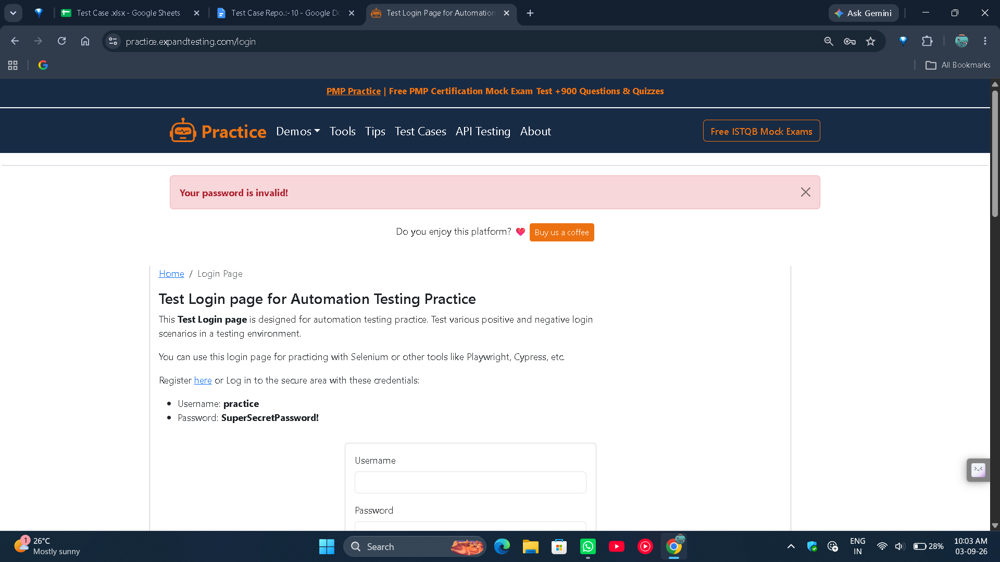 Test Case .xlsx - Google Sheets
Test Case Repo.:-10 - Google Do
Test Login Page for Automation
Ask Gemini
practice.expandtesting.com/login
All Bookmarks
PMP Practice | Free PMP Certification Mock Exam Test +900 Questions & Quizzes
Practice
Demos
Tools
Tips
Test Cases
API Testing
About
Free ISTQB Mock Exams
Your password is invalid!
Do you enjoy this platform?
Buy us a coffee
Home / Login Page
Test Login page for Automation Testing Practice
This Test Login page is designed for automation testing practice. Test various positive and negative login
scenarios in a testing environment.
You can use this login page for practicing with Selenium or other tools like Playwright, Cypress, etc.
Register here or Log in to the secure area with these credentials:
Username: practice
Password: SuperSecretPassword!
Username
Password
1
26°C
Mostly sunny
Search
ENG
IN
28%
10:03 AM
03-09-26